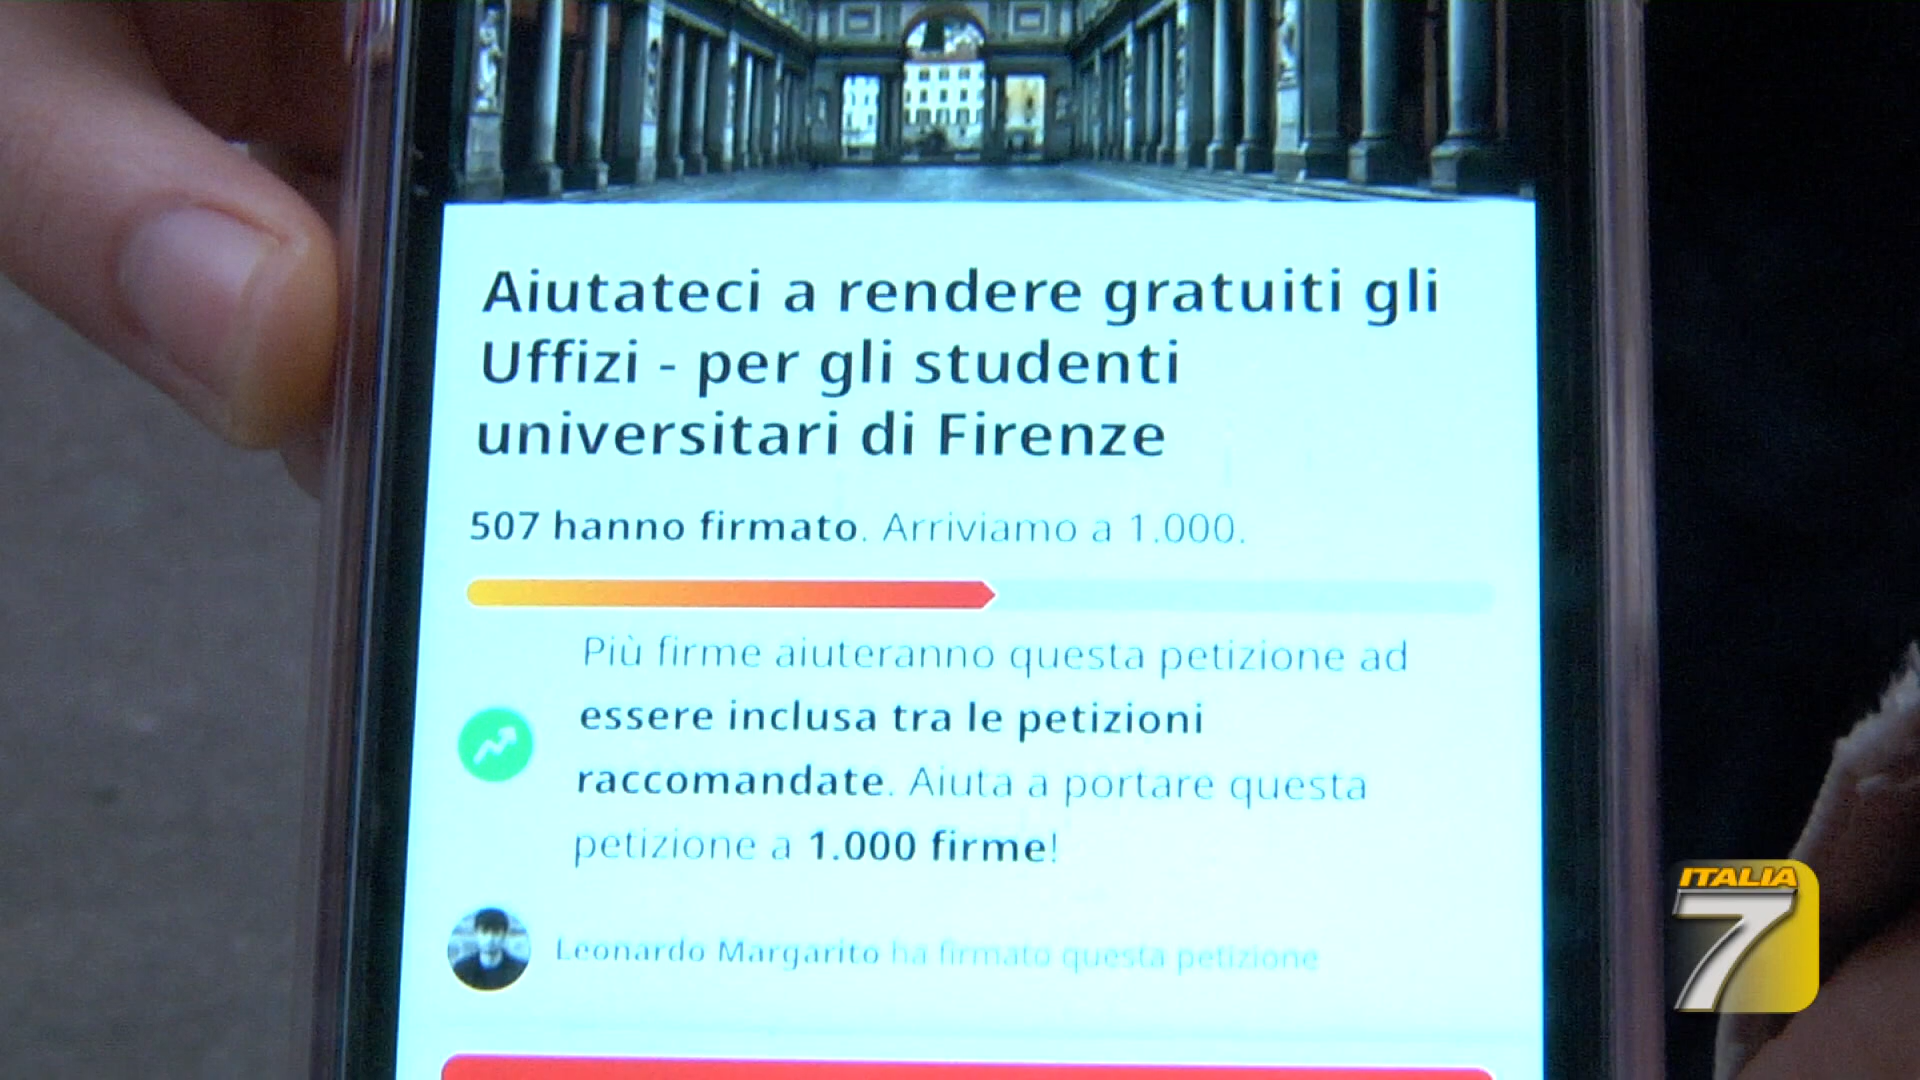 Aiutateci a rendere gratuiti gli
Uffizi - per gli studenti
universitari di Firenze
507 hanno firmato. Arriviamo a 1.000.
Più firme aiuteranno questa petizione ad
essere inclusa tra le petizioni
raccomandate. Aiuta a portare questa
petizione a 1.000 firme!
Leonardo Margarito ha firmato questa petizione
ITALIA
7